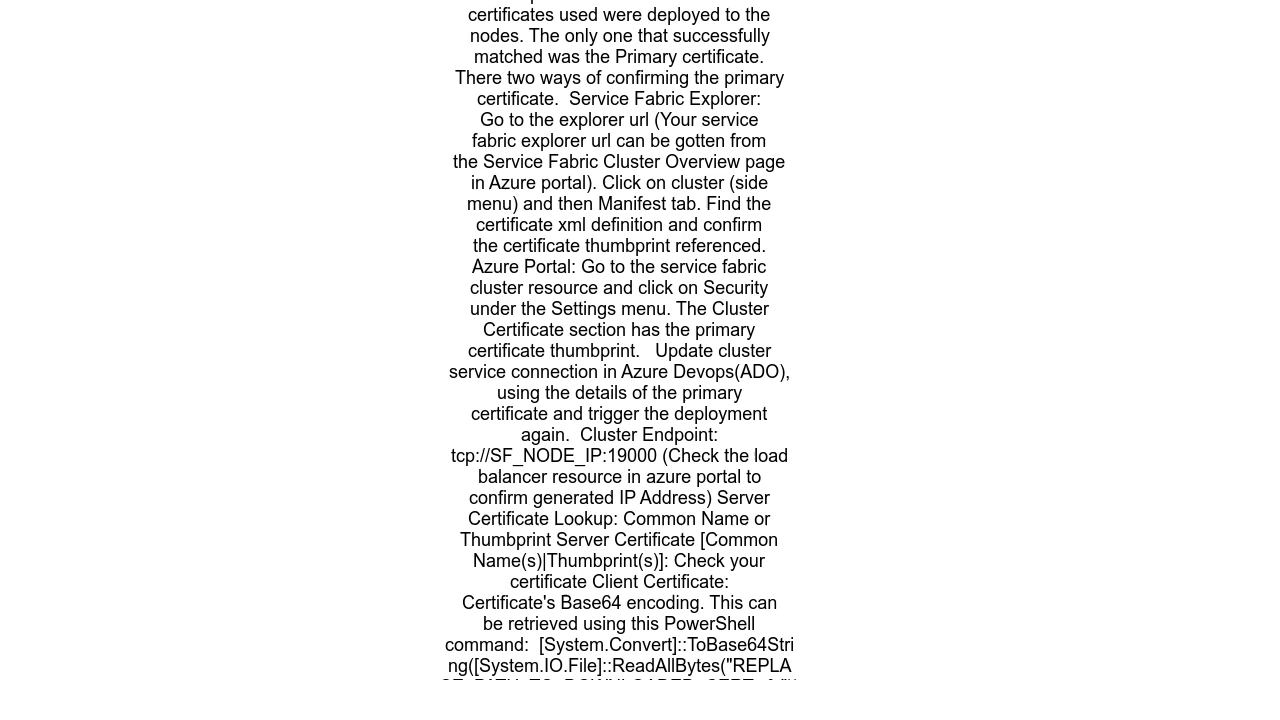 certificates used were deployed to the
nodes. The only one that successfully
matched was the Primary certificate.
There two ways of confirming the primary
certificate.  Service Fabric Explorer:
Go to the explorer url (Your service
fabric explorer url can be gotten from
the Service Fabric Cluster Overview page
in Azure portal). Click on cluster (side
menu) and then Manifest tab. Find the
certificate xml definition and confirm
the certificate thumbprint referenced.
Azure Portal: Go to the service fabric
cluster resource and click on Security
under the Settings menu. The Cluster
Certificate section has the primary
certificate thumbprint.   Update cluster
service connection in Azure Devops(ADO),
using the details of the primary
certificate and trigger the deployment
again.  Cluster Endpoint:
tcp://SF_NODE_IP:19000 (Check the load
balancer resource in azure portal to
confirm generated IP Address) Server
Certificate Lookup: Common Name or
Thumbprint Server Certificate [Common
Name(s)|Thumbprint(s)]: Check your
certificate Client Certificate:
Certificate's Base64 encoding. This can
be retrieved using this PowerShell
command:  [System.Convert]::ToBase64Stri
ng([System.IO.File]::ReadAllBytes("REPLA